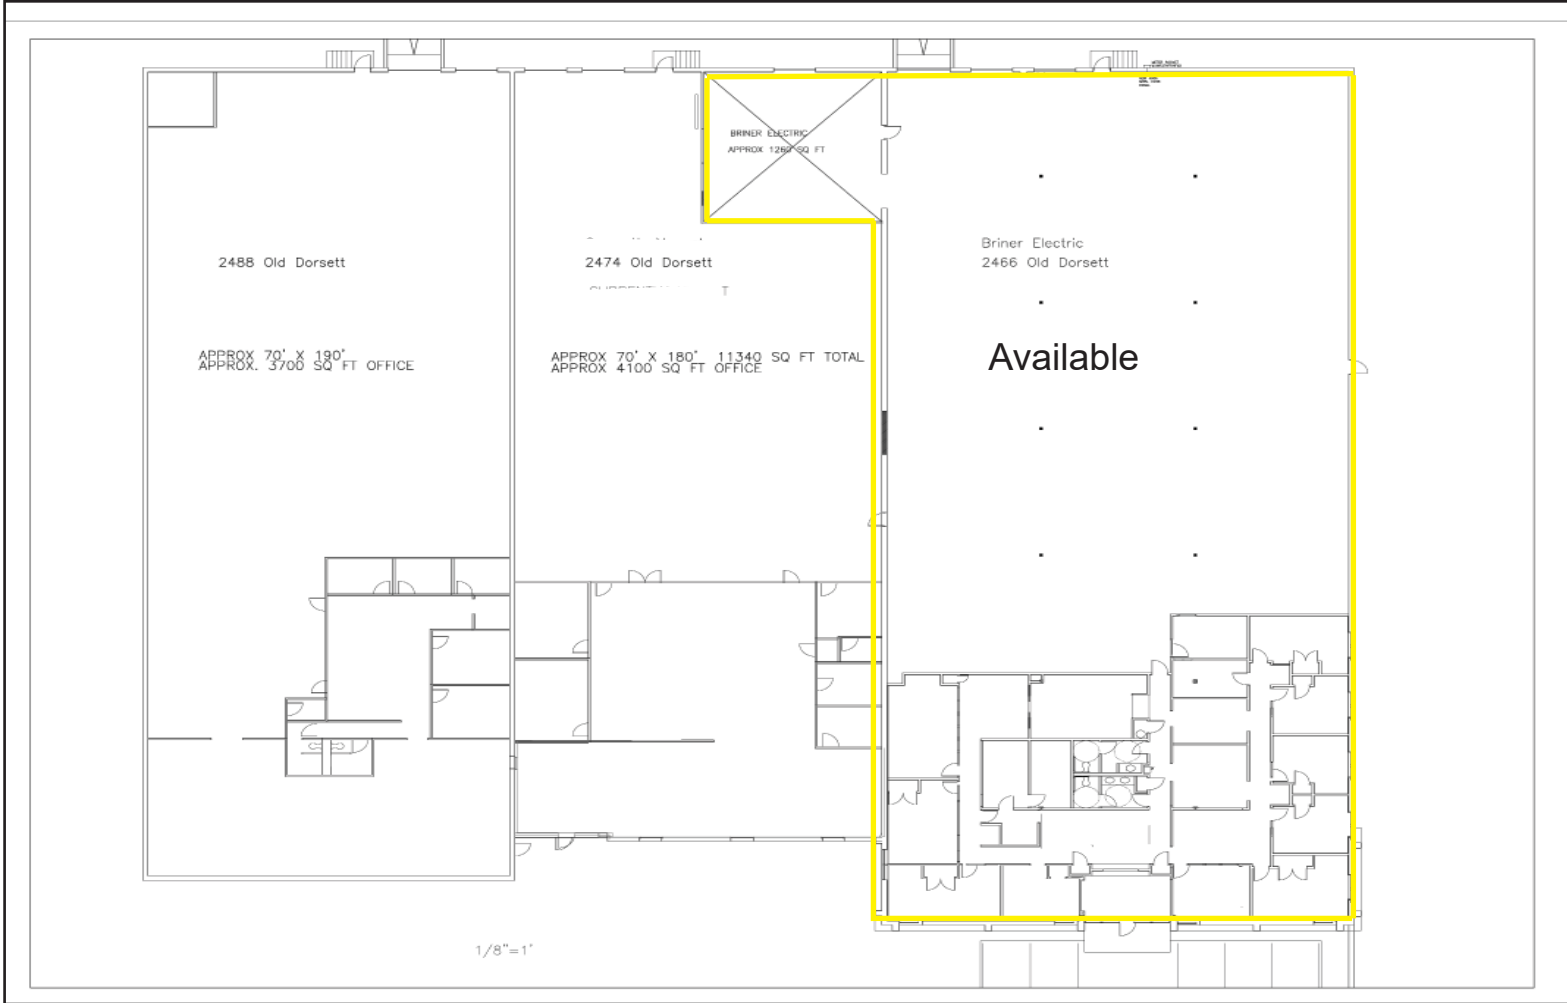 BRINER ELECTRIC
APPROX 1260 SQ FT
2488 Old Dorsett
2474 Old Dorsett
Briner Electric
2466 Old Dorsett
APPROX 70' X 190'
APPROX. 3700 SQ FT OFFICE
APPROX 70' X 180' 11340 SQ FT TOTAL
APPROX 4100 SQ FT OFFICE
Available
1/8"=1'